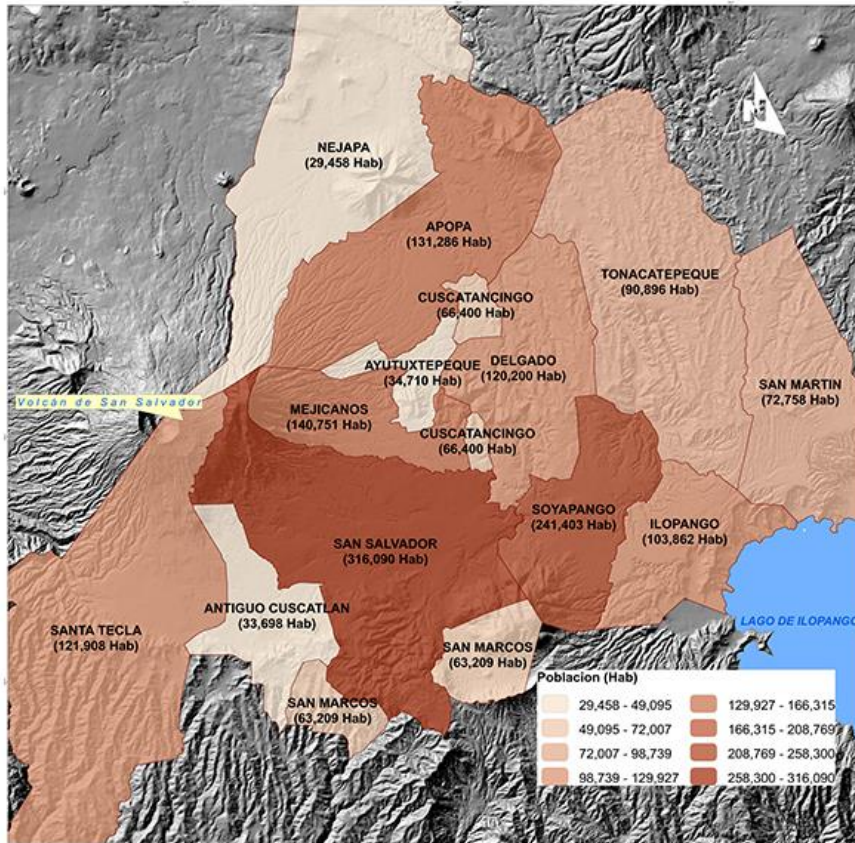 N
NEJAPA
(29,458 Hab)
APOPA
(131,286 Hab)
TONACATEPEQUE
(90,896 Hab)
CUSCATANCINGO
(66,400 Hab)
AYUTUXTEPEQUE
(34,710 Hab)
DELGADO
(120,200 Hab)
SAN MARTIN
(72,758 Hab)
Volcán de San Salvador
MEJICANOS
(140,751 Hab)
CUSCATANCINGO
(66,400 Hab)
SOYAPANGO
(241,403 Hab)
ILOPANGO
(103,862 Hab)
SAN SALVADOR
(316,090 Hab)
ANTIGUO CUSCATLAN
(33,698 Hab)
SANTA TECLA
(121,908 Hab)
LAGO DE ILOPANGO
SAN MARCOS
(63,209 Hab)
SAN MARCOS
(63,209 Hab)
Poblacion (Hab)
29,458 - 49,095
49,095 - 72,007
72,007 - 98,739
98,739 - 129,927
129,927 - 166,315
166,315 - 208,769
208,769 - 258,300
258,300 - 316,090